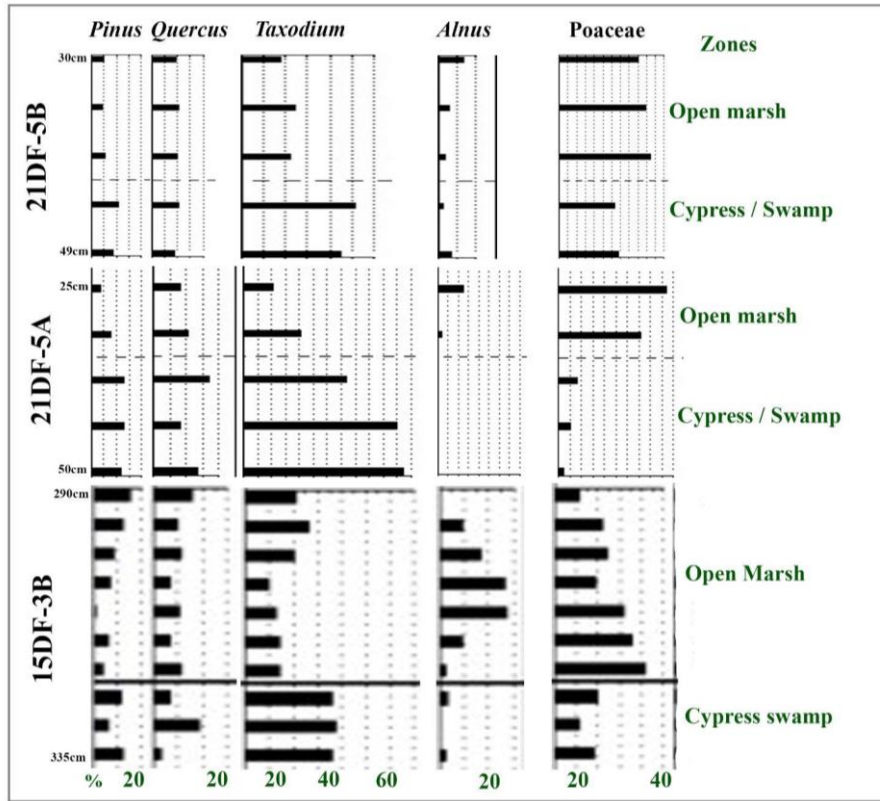 Pinus Quercus Taxodium Alnus Poaceae Zones
30cm
Open marsh
21DF-5B
Cypress / Swamp
49cm
25cm
Open marsh
21DF-5A
Cypress / Swamp
50cm
290cm
Open Marsh
15DF-3B
Cypress swamp
335cm
% 20 20 20 40 60 20 20 40